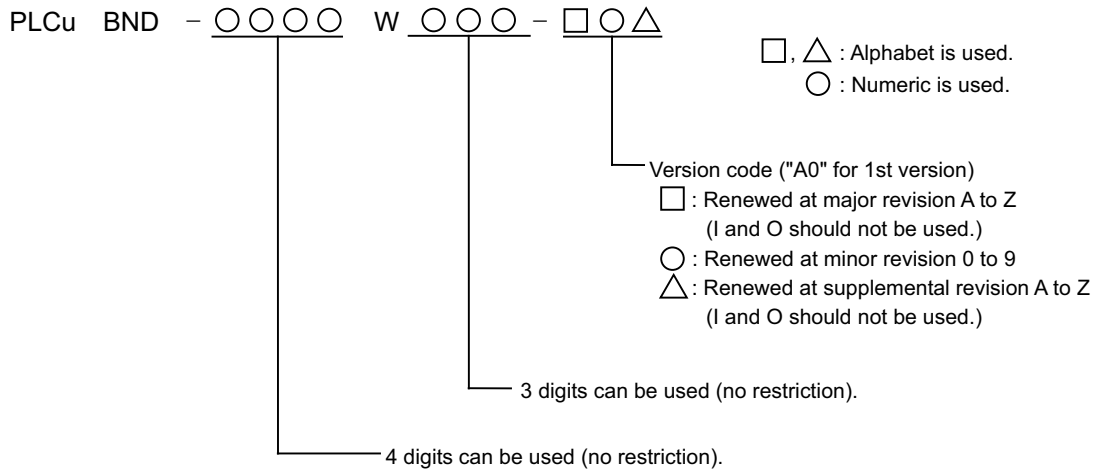 PLCu BND - ○○○○ W ○○○ - □○△
□, △ : Alphabet is used.
○ : Numeric is used.
Version code ("A0" for 1st version)
□ : Renewed at major revision A to Z
(I and O should not be used.)
○ : Renewed at minor revision 0 to 9
△ : Renewed at supplemental revision A to Z
(I and O should not be used.)
3 digits can be used (no restriction).
4 digits can be used (no restriction).